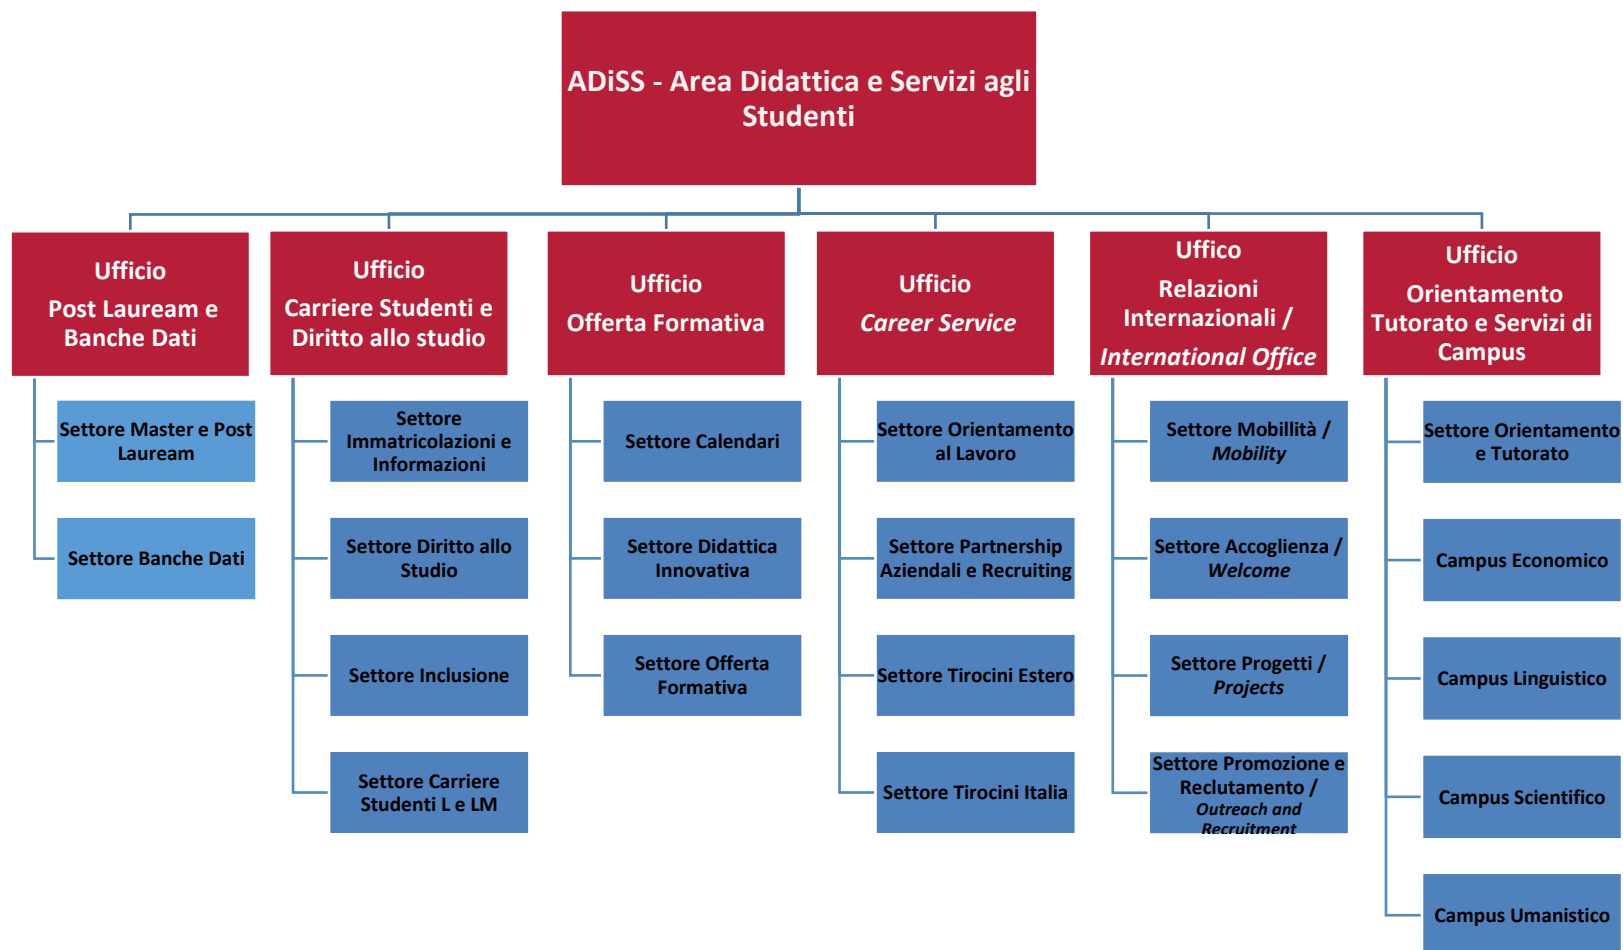 ADiSS - Area Didattica e Servizi agli
Studenti
Ufficio
Post Lauream e
Banche Dati
Settore Master e Post
Lauream
Settore Banche Dati
Ufficio
Carriere Studenti e
Diritto allo studio
Settore
Immatricolazioni e
Informazioni
Settore Diritto allo
Studio
Settore Inclusione
Settore Carriere
Studenti L e LM
Ufficio
Offerta Formativa
Settore Calendari
Settore Didattica
Innovativa
Settore Offerta
Formativa
Ufficio
Career Service
Settore Orientamento
al Lavoro
Settore Partnership
Aziendali e Recruiting
Settore Tirocini Estero
Settore Tirocini Italia
Uffico
Relazioni
Internazionali /
International Office
Settore Mobillità /
Mobility
Settore Accoglienza /
Welcome
Settore Progetti /
Projects
Settore Promozione e
Reclutamento /
Outreach and
Recruitment
Ufficio
Orientamento
Tutorato e Servizi di
Campus
Settore Orientamento
e Tutorato
Campus Economico
Campus Linguistico
Campus Scientifico
Campus Umanistico